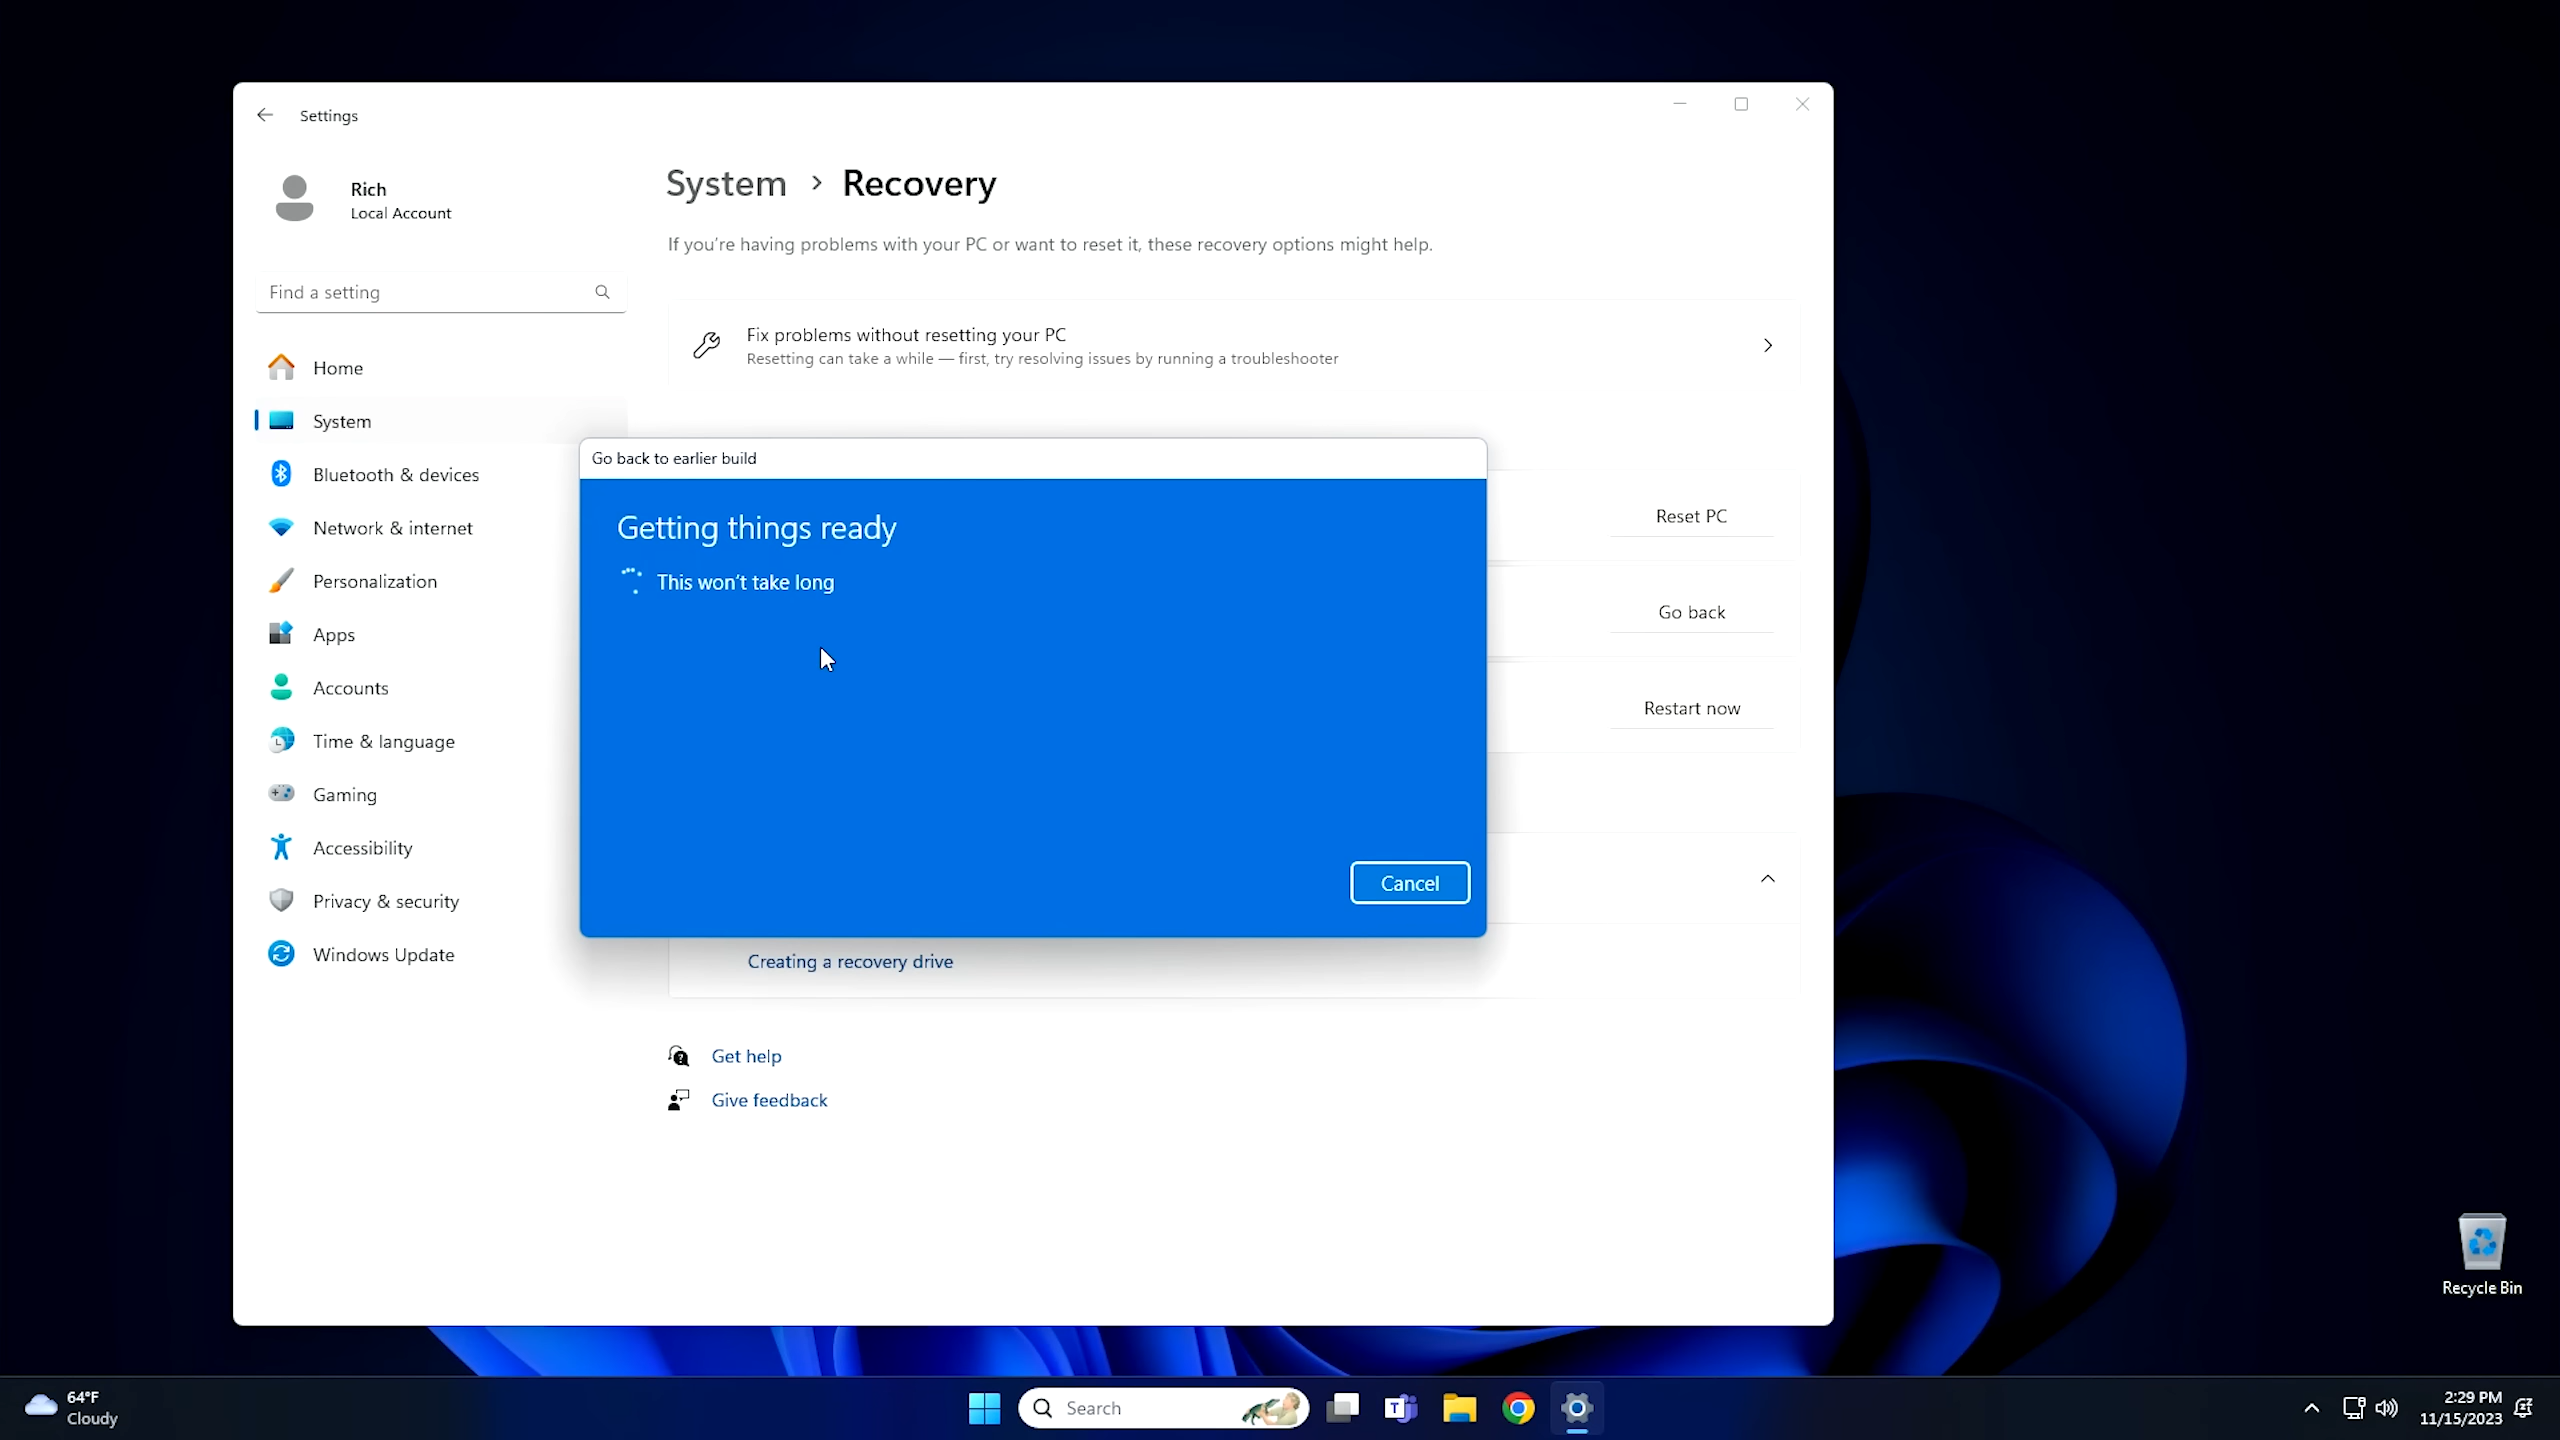 Settings
Rich
Local Account
Find a setting
Home
System
Bluetooth & devices
Network & internet
Personalization
Apps
Accounts
Time & language
Gaming
Accessibility
Privacy & security
Windows Update
System > Recovery
If you're having problems with your PC or want to reset it, these recovery options might help.
Fix problems without resetting your PC
Resetting can take a while — first, try resolving issues by running a troubleshooter
Go back to earlier build
Getting things ready
This won't take long
Cancel
Reset PC
Go back
Restart now
Creating a recovery drive
Get help
Give feedback
Recycle Bin
64°F
Cloudy
Search
2:29 PM
11/15/2023